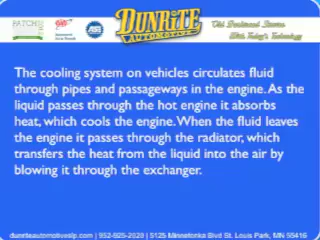 DUNRITE
AUTOMOTIVE
Old Fashioned Service
With Today's Technology
The cooling system on vehicles circulates fluid
through pipes and passageways in the engine. As the
liquid passes through the hot engine it absorbs
heat, which cools the engine. When the fluid leaves
the engine it passes through the radiator, which
transfers the heat from the liquid into the air by
blowing it through the exchanger.
dunriteautomotiveslp.com | 952-925-2029 | 5125 Minnetonka Blvd St. Louis Park, MN 55416